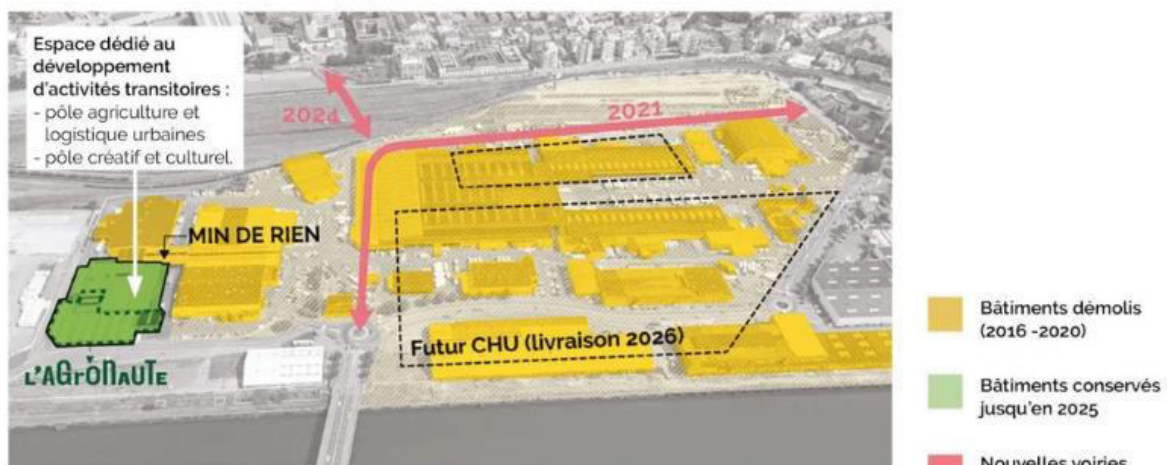 Espace dédié au
développement
d'activités transitoires :
- pôle agriculture et
logistique urbaines
- pôle créatif et culturel.
2024
2021
MIN DE RIEN
L'AGrÖNAUTE
Futur CHU (livraison 2026)
Bâtiments démolis
(2016 -2020)
Bâtiments conservés
jusqu'en 2025
Nouvelles voiries